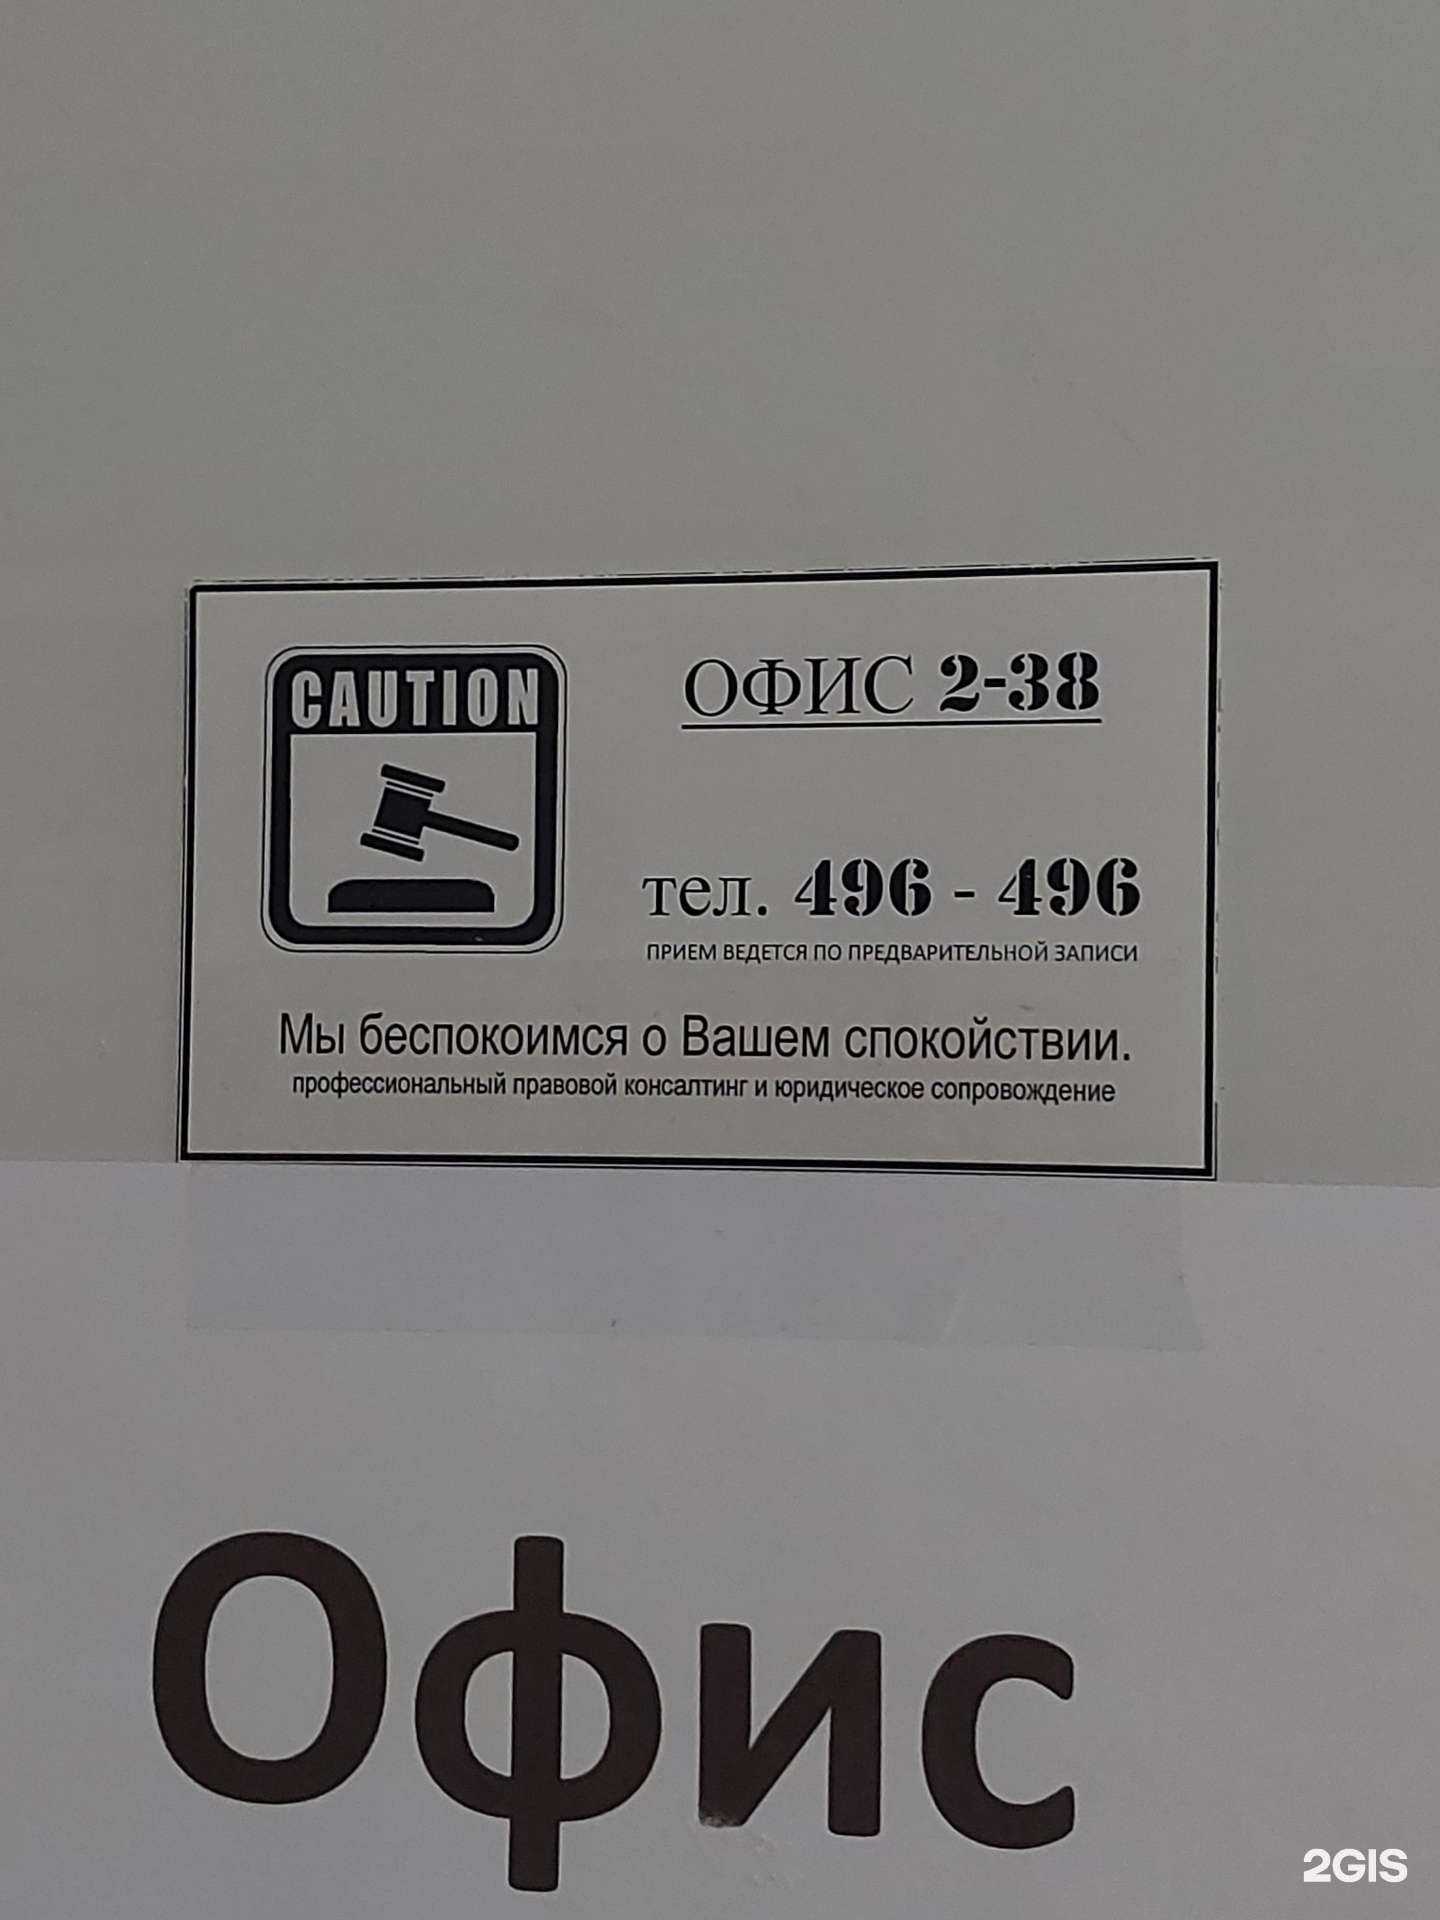 CAUTION
ОФИС 2-38
тел. 496 - 496
ПРИЕМ ВЕДЕТСЯ ПО ПРЕДВАРИТЕЛЬНОЙ ЗАПИСИ
Мы беспокоимся о Вашем спокойствии.
профессиональный правовой консалтинг и юридическое сопровождение
Офис
2GIS